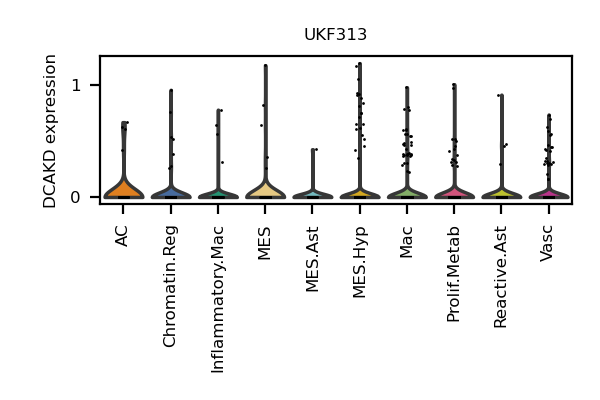 UKF313
DCAKD expression
1
0
AC
Chromatin.Reg
Inflammatory.Mac
MES
MES.Ast
MES.Hyp
Mac
Prolif.Metab
Reactive.Ast
Vasc